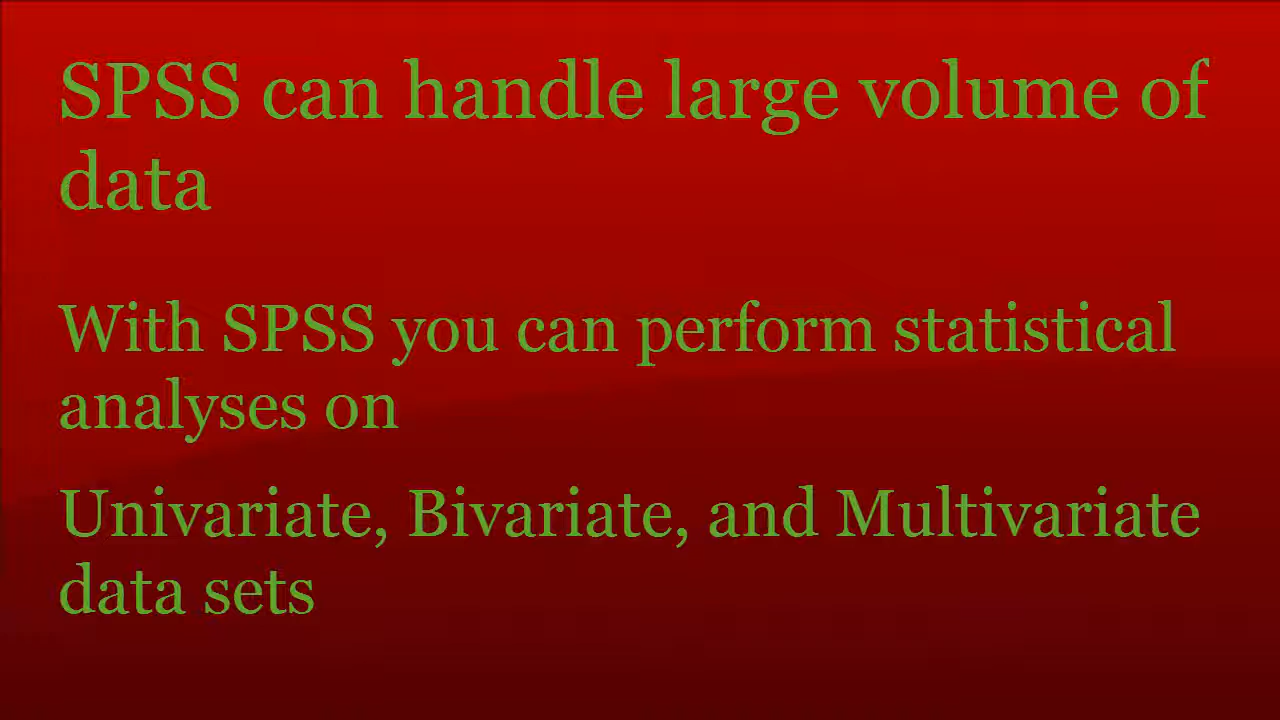 SPSS can handle large volume of
data
With SPSS you can perform statistical
analyses on
Univariate, Bivariate, and Multivariate
data sets